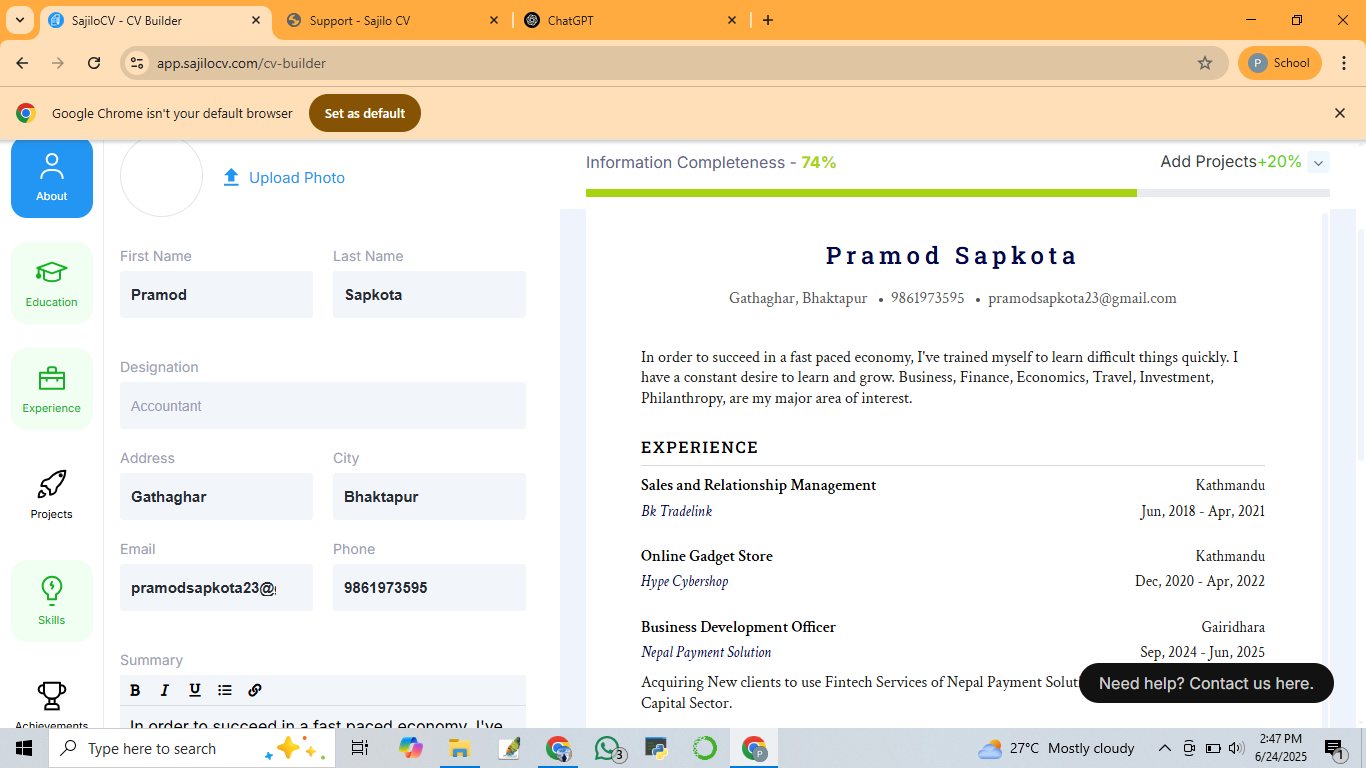 SajiloCV - CV Builder
Support - Sajilo CV
ChatGPT
app.sajilocv.com/cv-builder
P School
Google Chrome isn't your default browser
Set as default
About
Education
Experience
Projects
Skills
Achievements
Upload Photo
First Name
Last Name
Pramod
Sapkota
Designation
Accountant
Address
City
Gathaghar
Bhaktapur
Email
Phone
pramodsapkota23@
9861973595
Summary
B I U
In order to succeed in a fast paced economy, I've
Information Completeness - 74%
Add Projects+20%
Pramod Sapkota
Gathaghar, Bhaktapur • 9861973595 • pramodsapkota23@gmail.com
In order to succeed in a fast paced economy, I've trained myself to learn difficult things quickly. I
have a constant desire to learn and grow. Business, Finance, Economics, Travel, Investment,
Philanthropy, are my major area of interest.
EXPERIENCE
Sales and Relationship Management Kathmandu
Bk Tradelink Jun, 2018 - Apr, 2021
Online Gadget Store Kathmandu
Hype Cybershop Dec, 2020 - Apr, 2022
Business Development Officer Gairidhara
Nepal Payment Solution Sep, 2024 - Jun, 2025
Acquiring New clients to use Fintech Services of Nepal Payment
Capital Sector.
Need help? Contact us here.
Type here to search
3
P
27°C Mostly cloudy
2:47 PM
6/24/2025
1